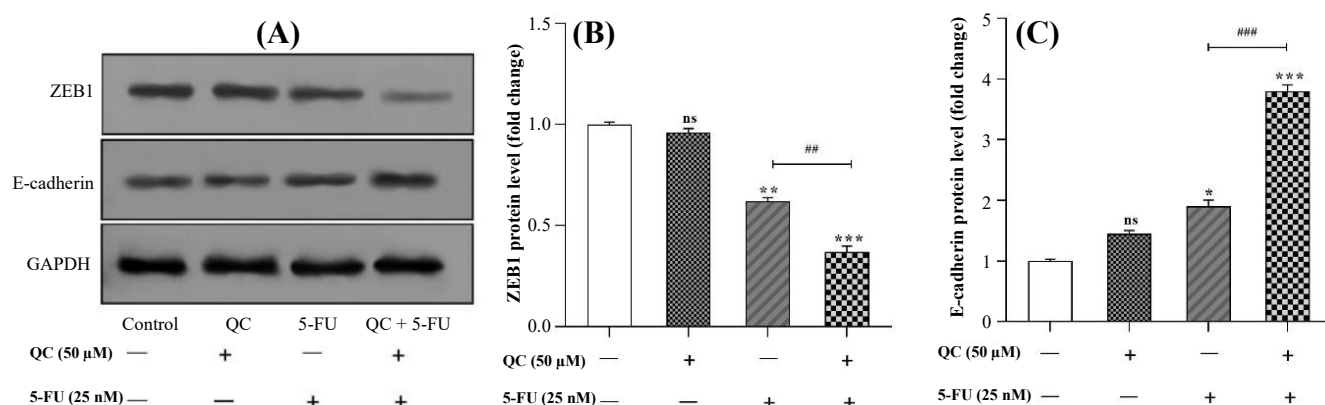 (A)
ZEB1
E-cadherin
GAPDH
Control QC 5-FU QC + 5-FU
QC (50 µM) — + — +
5-FU (25 nM) — — + +
(B)
ZEB1 protein level (fold change)
1.0
0.5
0.0
ns
**
##
***
QC (50 µM) — + — +
5-FU (25 nM) — — + +
(C)
E-cadherin protein level (fold change)
5
4
3
2
1
0
ns
*
###
***
QC (50 µM) — + — +
5-FU (25 nM) — — + +